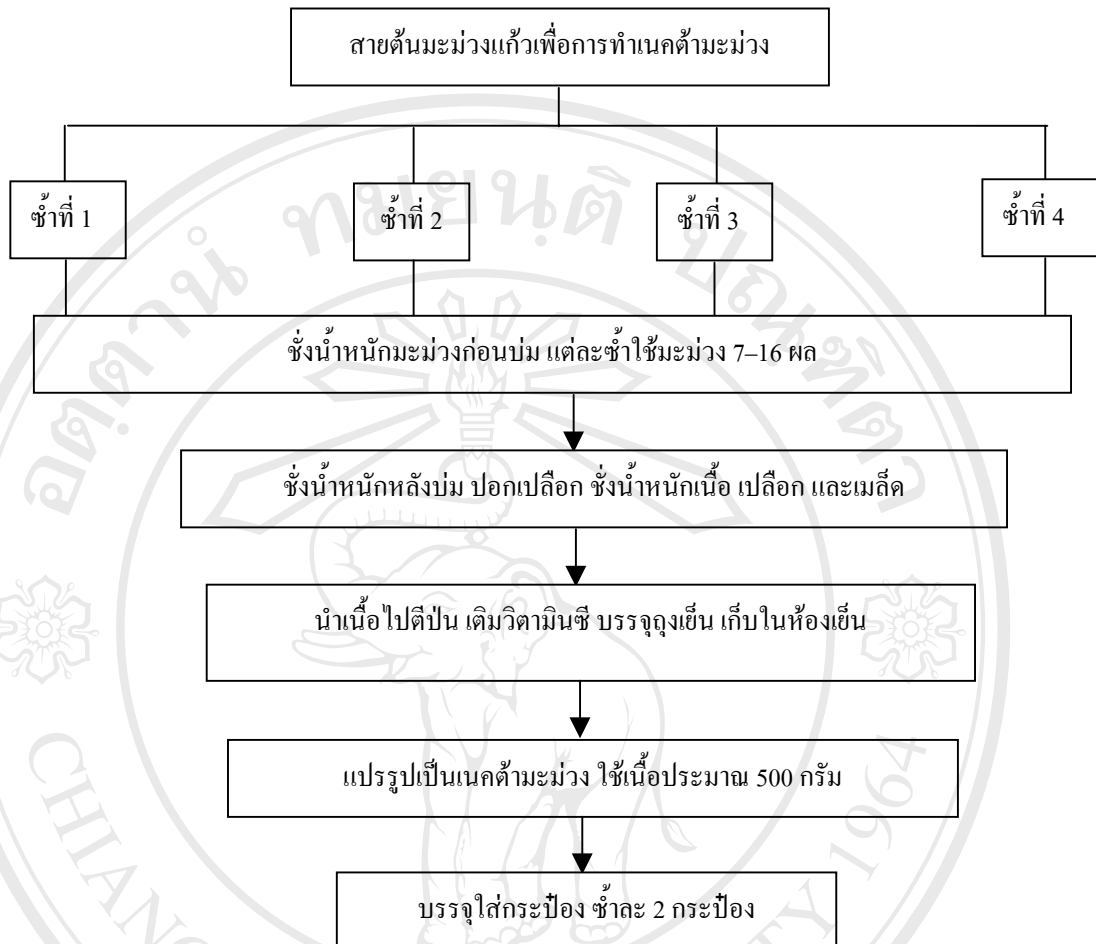 สายต้นมะม่วงแก้วเพื่อการทำเนคต้ามะม่วง
ซ้ำที่ 1
ซ้ำที่ 2
ซ้ำที่ 3
ซ้ำที่ 4
ชั่งน้ำหนักมะม่วงก่อนบ่ม แต่ละซ้ำใช้มะม่วง 7–16 ผล
ชั่งน้ำหนักหลังบ่ม ปอกเปลือก ชั่งน้ำหนักเนื้อ เปลือก และเมล็ด
นำเนื้อไปตีป่น เติมวิตามินซี บรรจุถุงเย็น เก็บในห้องเย็น
แปรรูปเป็นเนคต้ามะม่วง ใช้เนื้อประมาณ 500 กรัม
บรรจุใส่กระป๋อง ซ้ำละ 2 กระป๋อง